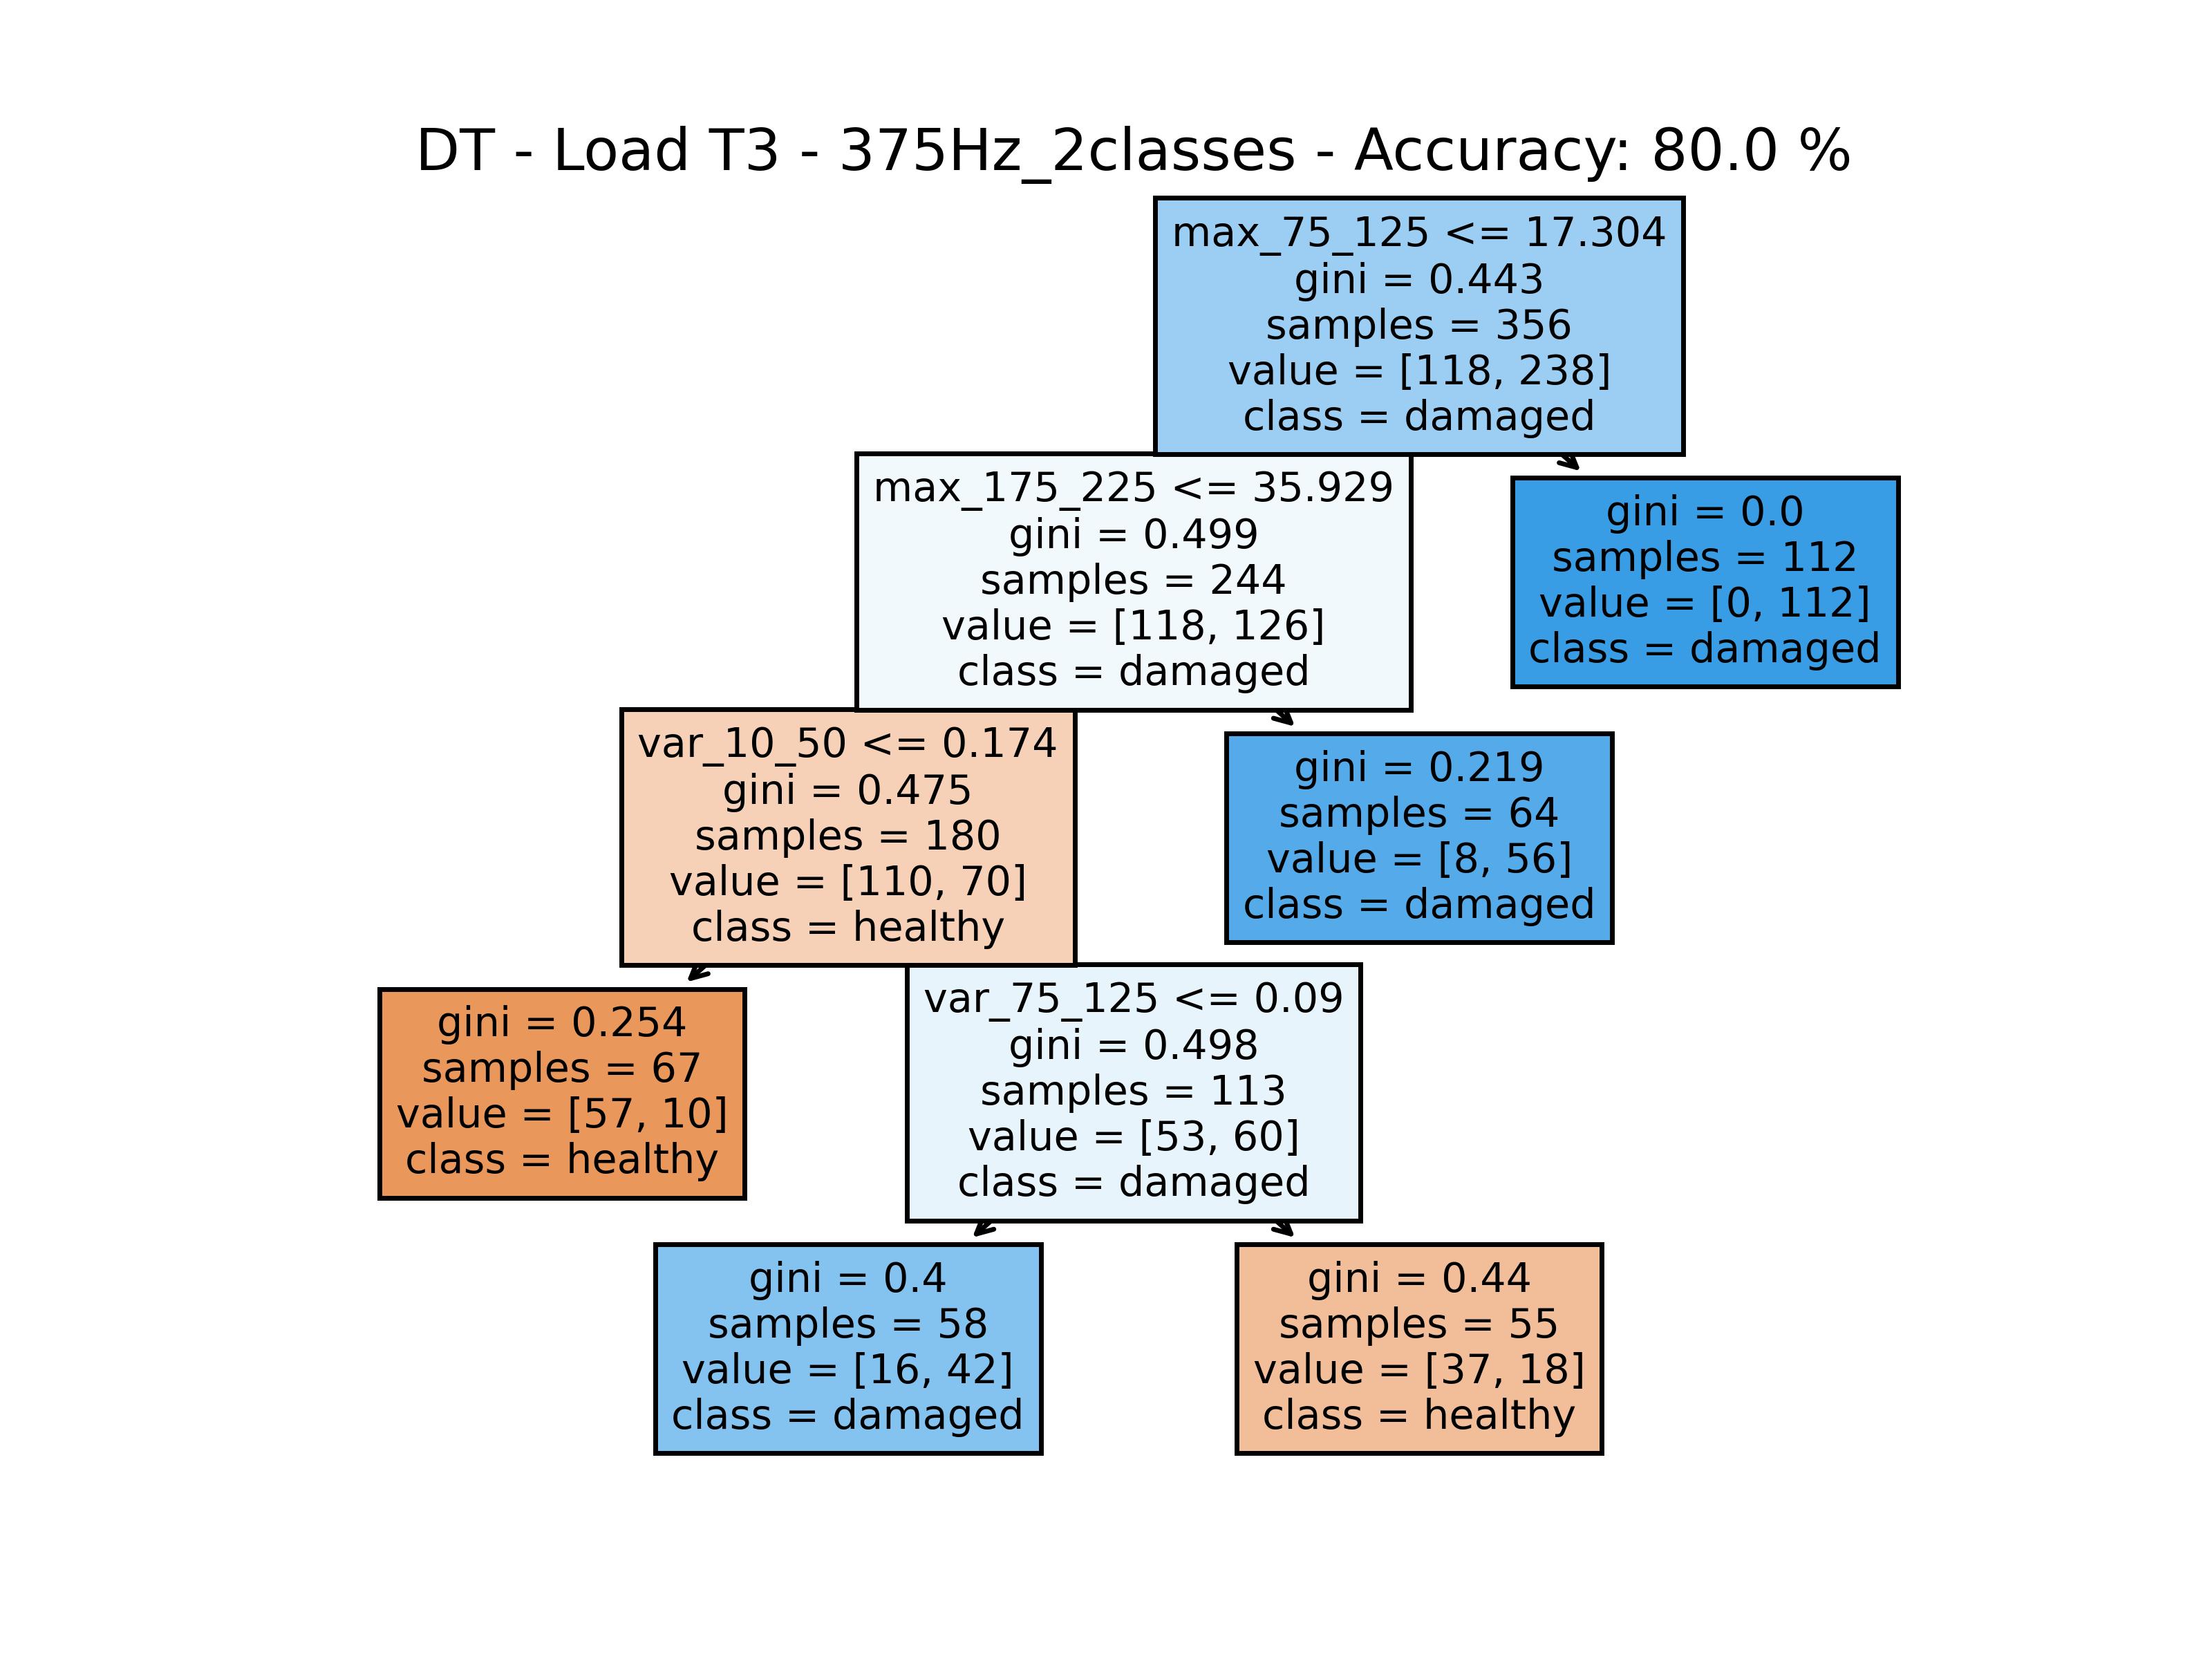 DT - Load T3 - 375Hz_2classes - Accuracy: 80.0 %
max_75_125 <= 17.304
gini = 0.443
samples = 356
value = [118, 238]
class = damaged
max_175_225 <= 35.929
gini = 0.499
samples = 244
value = [118, 126]
class = damaged
gini = 0.0
samples = 112
value = [0, 112]
class = damaged
var_10_50 <= 0.174
gini = 0.475
samples = 180
value = [110, 70]
class = healthy
gini = 0.219
samples = 64
value = [8, 56]
class = damaged
gini = 0.254
samples = 67
value = [57, 10]
class = healthy
var_75_125 <= 0.09
gini = 0.498
samples = 113
value = [53, 60]
class = damaged
gini = 0.4
samples = 58
value = [16, 42]
class = damaged
gini = 0.44
samples = 55
value = [37, 18]
class = healthy